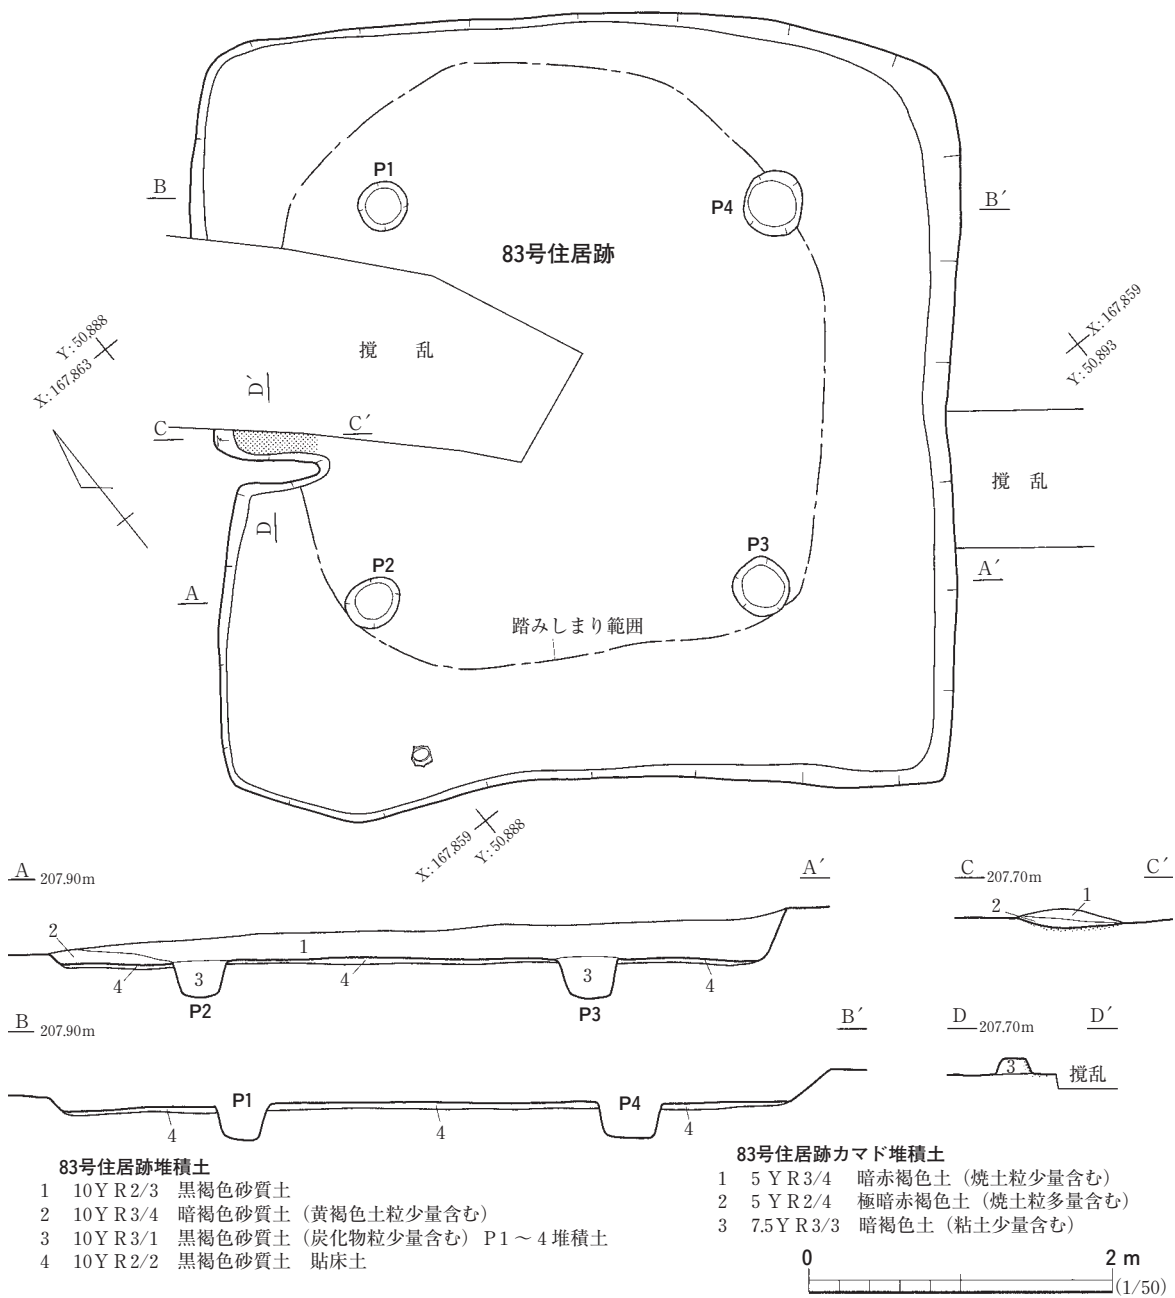 P1
B
P4
B′
83号住居跡
X:167,859
Y:50,893
Y:50,888
X:167,863
攪　乱
D′
C
C′
攪　乱
D
P3
P2
A′
A
踏みしまり範囲
X:167,859
Y:50,888
A 207.90m
A′
C 207.70m
C′
1
2
2
1
3
3
4
4
4
P2
P3
B 207.90m
B′
D 207.70m
D′
3
攪乱
P1
P4
4
4
4
83号住居跡堆積土
1　10YR2/3　黒褐色砂質土
2　10YR3/4　暗褐色砂質土（黄褐色土粒少量含む）
3　10YR3/1　黒褐色砂質土（炭化物粒少量含む）P1～4堆積土
4　10YR2/2　黒褐色砂質土　貼床土
83号住居跡カマド堆積土
1　5YR3/4　暗赤褐色土（焼土粒少量含む）
2　5YR2/4　極暗赤褐色土（焼土粒多量含む）
3　7.5YR3/3　暗褐色土（粘土少量含む）
0　2m
(1/50)